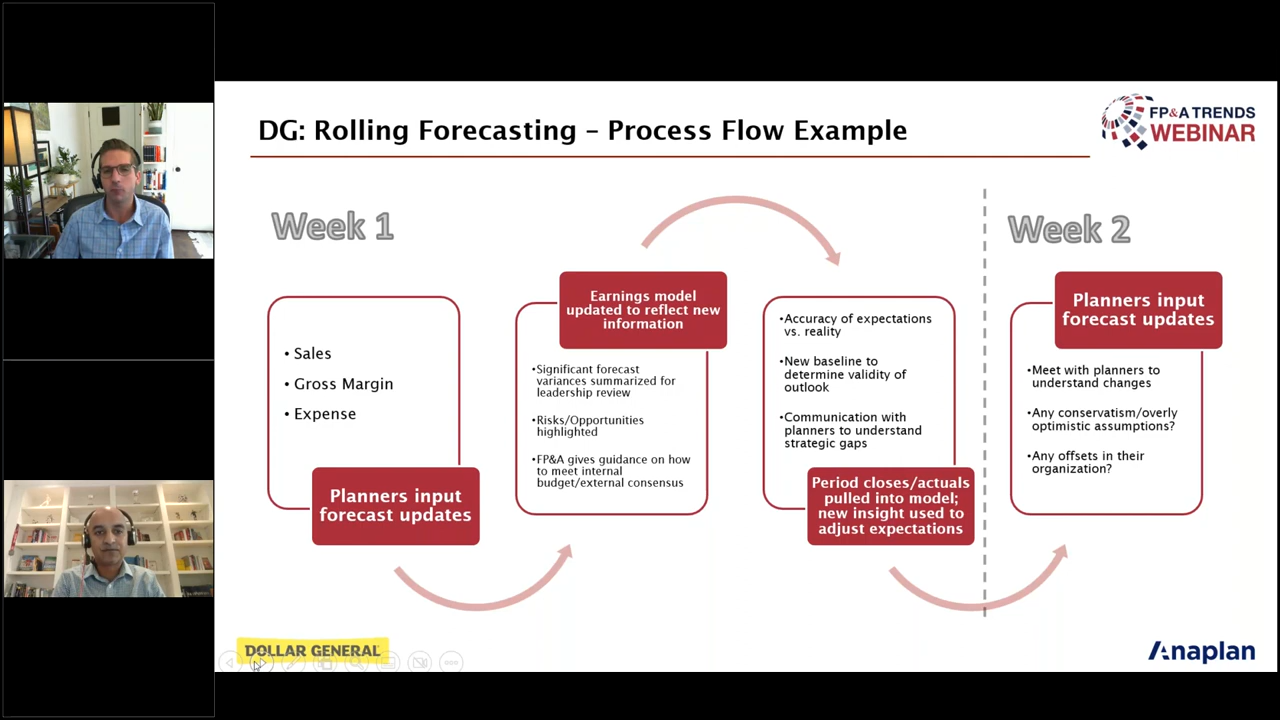 DG: Rolling Forecasting – Process Flow Example
FP&A TRENDS
WEBINAR
Week 1
• Sales
• Gross Margin
• Expense
Planners input
forecast updates
Earnings model
updated to reflect new
information
•Significant forecast
variances summarized for
leadership review
•Risks/Opportunities
highlighted
•FP&A gives guidance on how
to meet internal
budget/external consensus
•Accuracy of expectations
vs. reality
•New baseline to
determine validity of
outlook
•Communication with
planners to understand
strategic gaps
Period closes/actuals
pulled into model;
new insight used to
adjust expectations
Week 2
Planners input
forecast updates
•Meet with planners to
understand changes
•Any conservatism/overly
optimistic assumptions?
•Any offsets in their
organization?
DOLLAR GENERAL
Anaplan